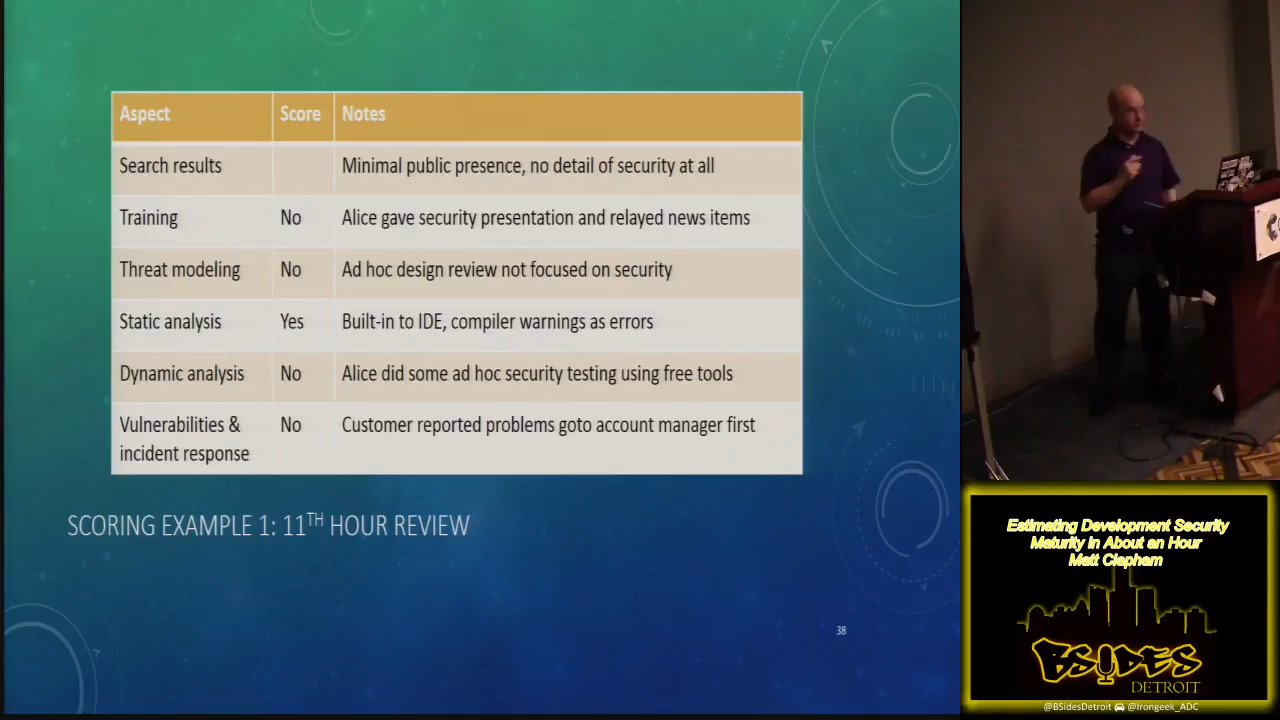 Aspect Score Notes
Search results Minimal public presence, no detail of security at all
Training No Alice gave security presentation and relayed news items
Threat modeling No Ad hoc design review not focused on security
Static analysis Yes Built-in to IDE, compiler warnings as errors
Dynamic analysis No Alice did some ad hoc security testing using free tools
Vulnerabilities &
incident response No Customer reported problems goto account manager first
SCORING EXAMPLE 1: 11TH HOUR REVIEW
38
Estimating Development Security
Maturity in About an Hour
Matt Clapham
BSIDES
DETROIT
@BSidesDetroit @Irongeek_ADC